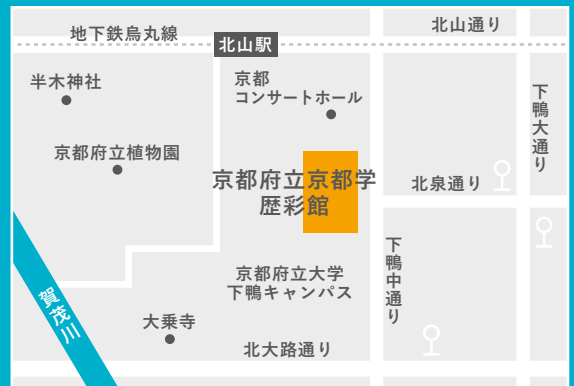 地下鉄烏丸線
北山駅
北山通り
半木神社
京都
コンサートホール
下鴨大通り
京都府立植物園
京都府立京都学
歴彩館
北泉通り
下鴨中通り
京都府立大学
下鴨キャンパス
賀茂川
大乗寺
北大路通り